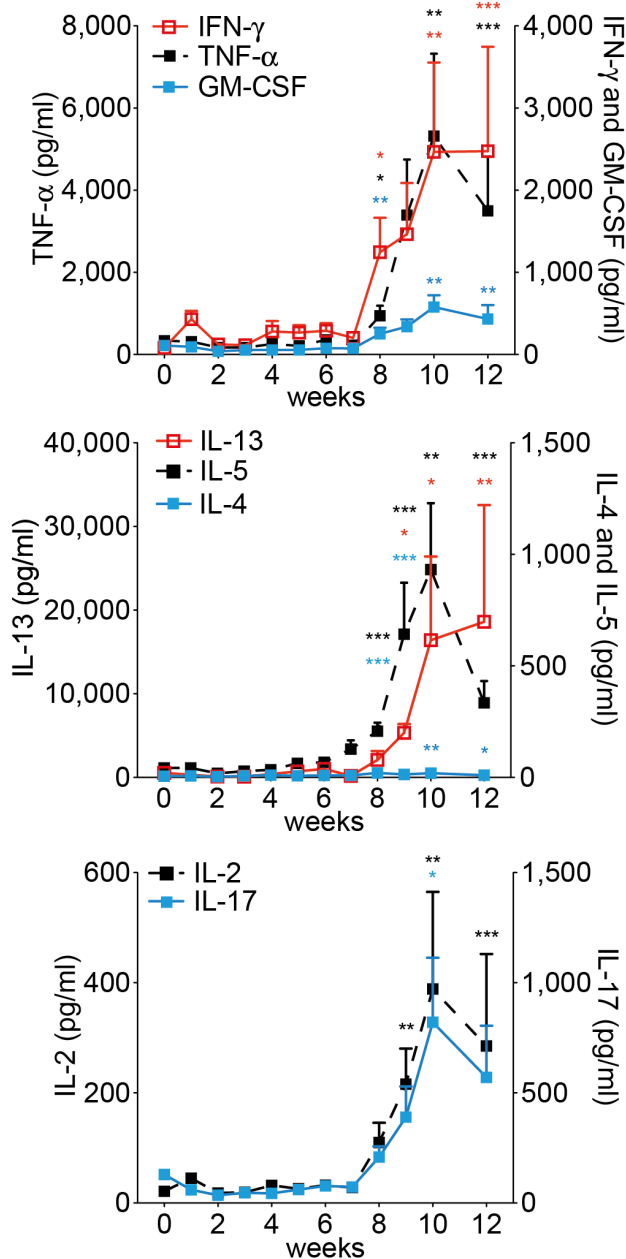 IFN-γ
TNF-α
GM-CSF
TNF-α (pg/ml)
8,000
6,000
4,000
2,000
0
IFN-γ and GM-CSF
(pg/ml)
4,000
3,000
2,000
1,000
0
*
*
**
**
**
**
***
***
**
0 2 4 6 8 10 12
weeks
IL-13
IL-5
IL-4
IL-13 (pg/ml)
40,000
30,000
20,000
10,000
0
IL-4 and IL-5
(pg/ml)
1,500
1,000
500
0
***
***
***
*
***
**
*
**
***
**
*
0 2 4 6 8 10 12
weeks
IL-2
IL-17
IL-2 (pg/ml)
600
400
200
0
IL-17 (pg/ml)
1,500
1,000
500
0
**
**
*
***
0 2 4 6 8 10 12
weeks